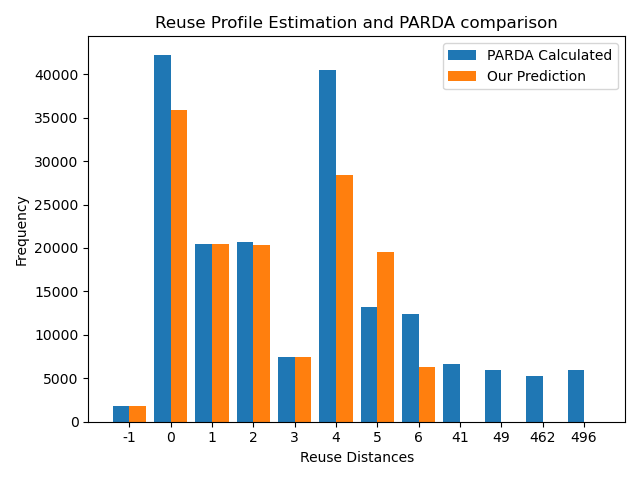 Reuse Profile Estimation and PARDA comparison
PARDA Calculated
Our Prediction
Frequency
40000
35000
30000
25000
20000
15000
10000
5000
0
-1 0 1 2 3 4 5 6 41 49 462 496
Reuse Distances